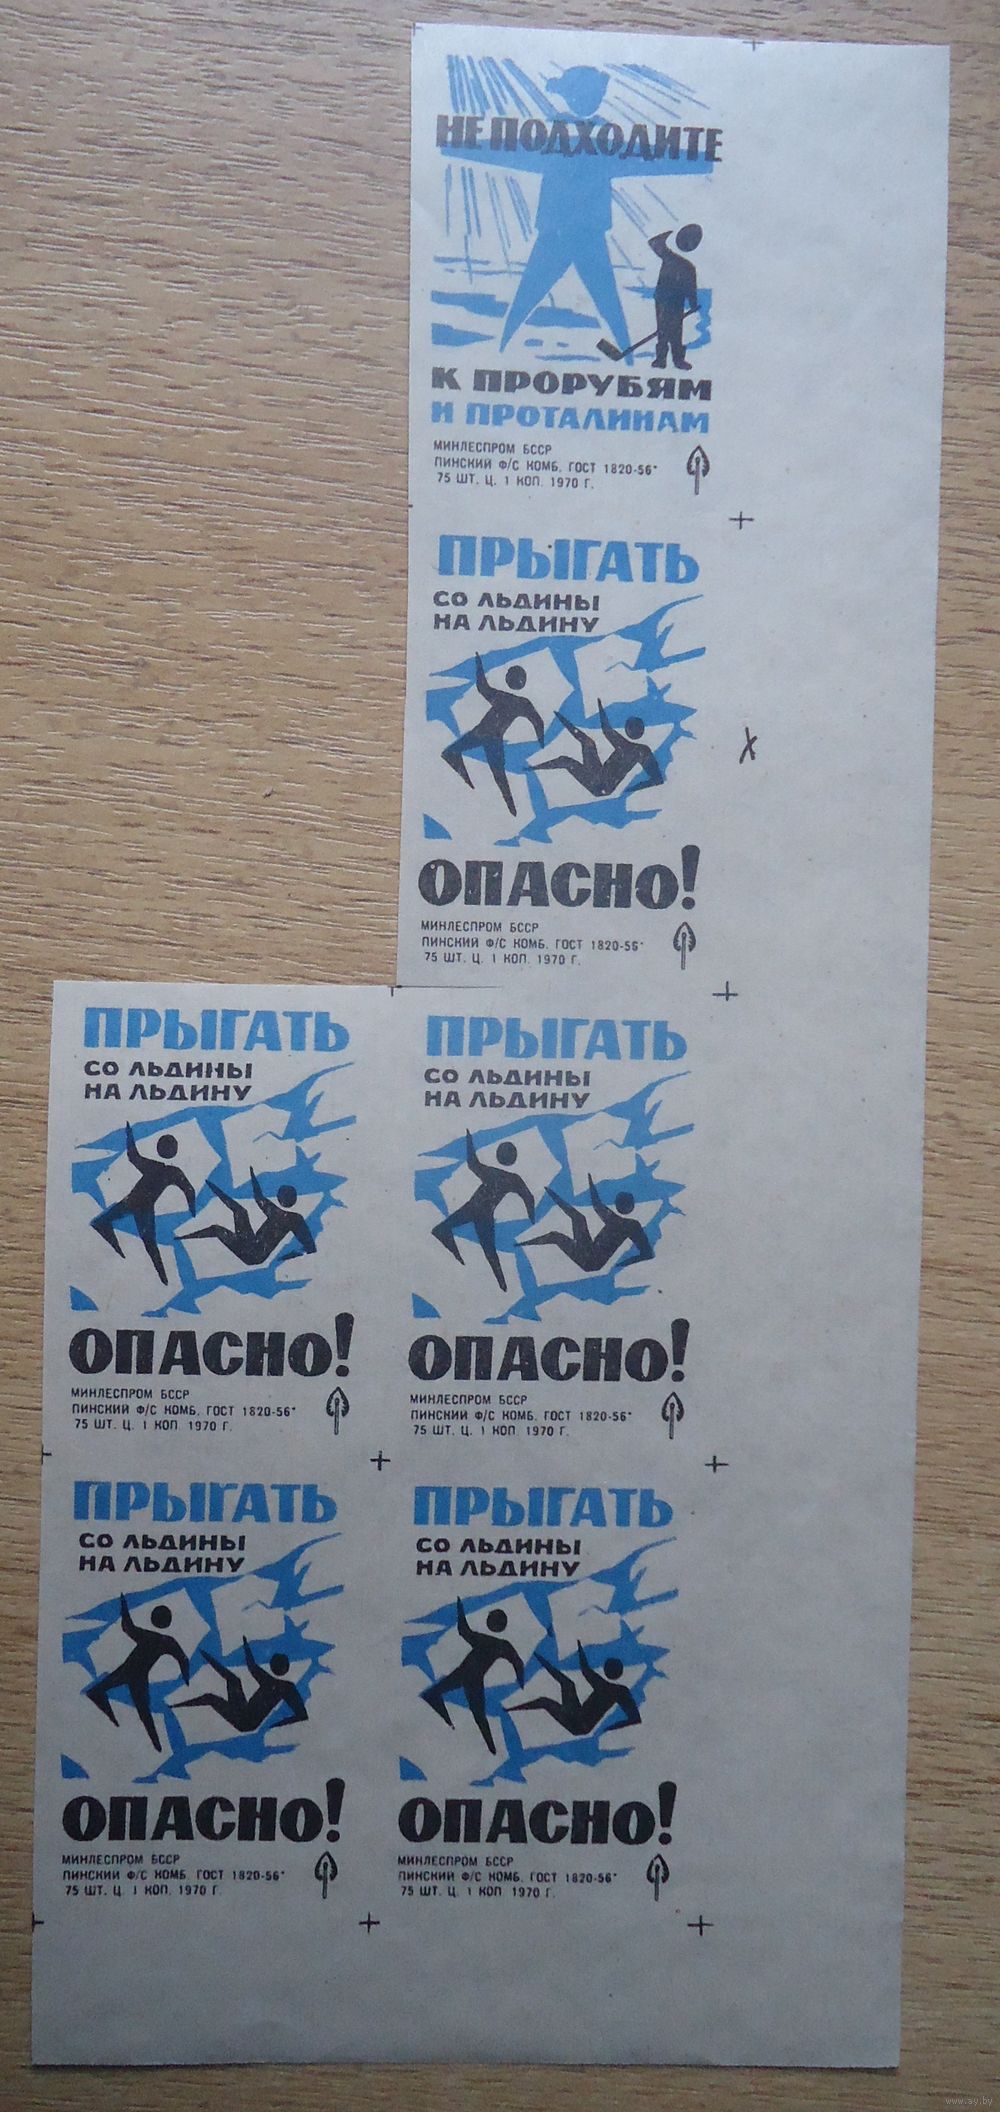 НЕ ПОДХОДИТЕ
К ПРОРУБЯМ
И ПРОТАЛИНАМ
МИНЛЕСПРОМ БССР
ПИНСКИЙ Ф/С КОМБ. ГОСТ 1820-56*
75 ШТ. Ц. 1 КОП. 1970 Г.
ПРЫГАТЬ
СО ЛЬДИНЫ
НА ЛЬДИНУ
ОПАСНО!
МИНЛЕСПРОМ БССР
ПИНСКИЙ Ф/С КОМБ. ГОСТ 1820-56*
75 ШТ. Ц. 1 КОП. 1970 Г.
ПРЫГАТЬ
СО ЛЬДИНЫ
НА ЛЬДИНУ
ОПАСНО!
МИНЛЕСПРОМ БССР
ПИНСКИЙ Ф/С КОМБ. ГОСТ 1820-56*
75 ШТ. Ц. 1 КОП. 1970 Г.
ПРЫГАТЬ
СО ЛЬДИНЫ
НА ЛЬДИНУ
ОПАСНО!
МИНЛЕСПРОМ БССР
ПИНСКИЙ Ф/С КОМБ. ГОСТ 1820-56*
75 ШТ. Ц. 1 КОП 1970 Г.
ПРЫГАТЬ
СО ЛЬДИНЫ
НА ЛЬДИНУ
ОПАСНО!
МИНЛЕСПРОМ БССР
ПИНСКИЙ Ф/С КОМБ. ГОСТ 1820-56*
75 ШТ. Ц. 1 КОП. 1970 Г.
ПРЫГАТЬ
СО ЛЬДИНЫ
НА ЛЬДИНУ
ОПАСНО!
МИНЛЕСПРОМ БССР
ПИНСКИЙ Ф/С КОМБ. ГОСТ 1820-56*
75 ШТ. Ц. 1 КОП 1970 Г.
www.ay.by